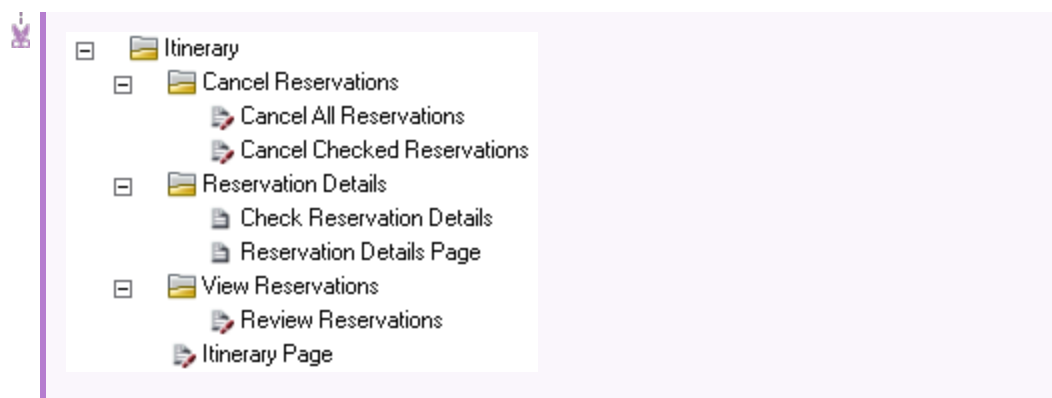 Itinerary
Cancel Reservations
Cancel All Reservations
Cancel Checked Reservations
Reservation Details
Check Reservation Details
Reservation Details Page
View Reservations
Review Reservations
Itinerary Page